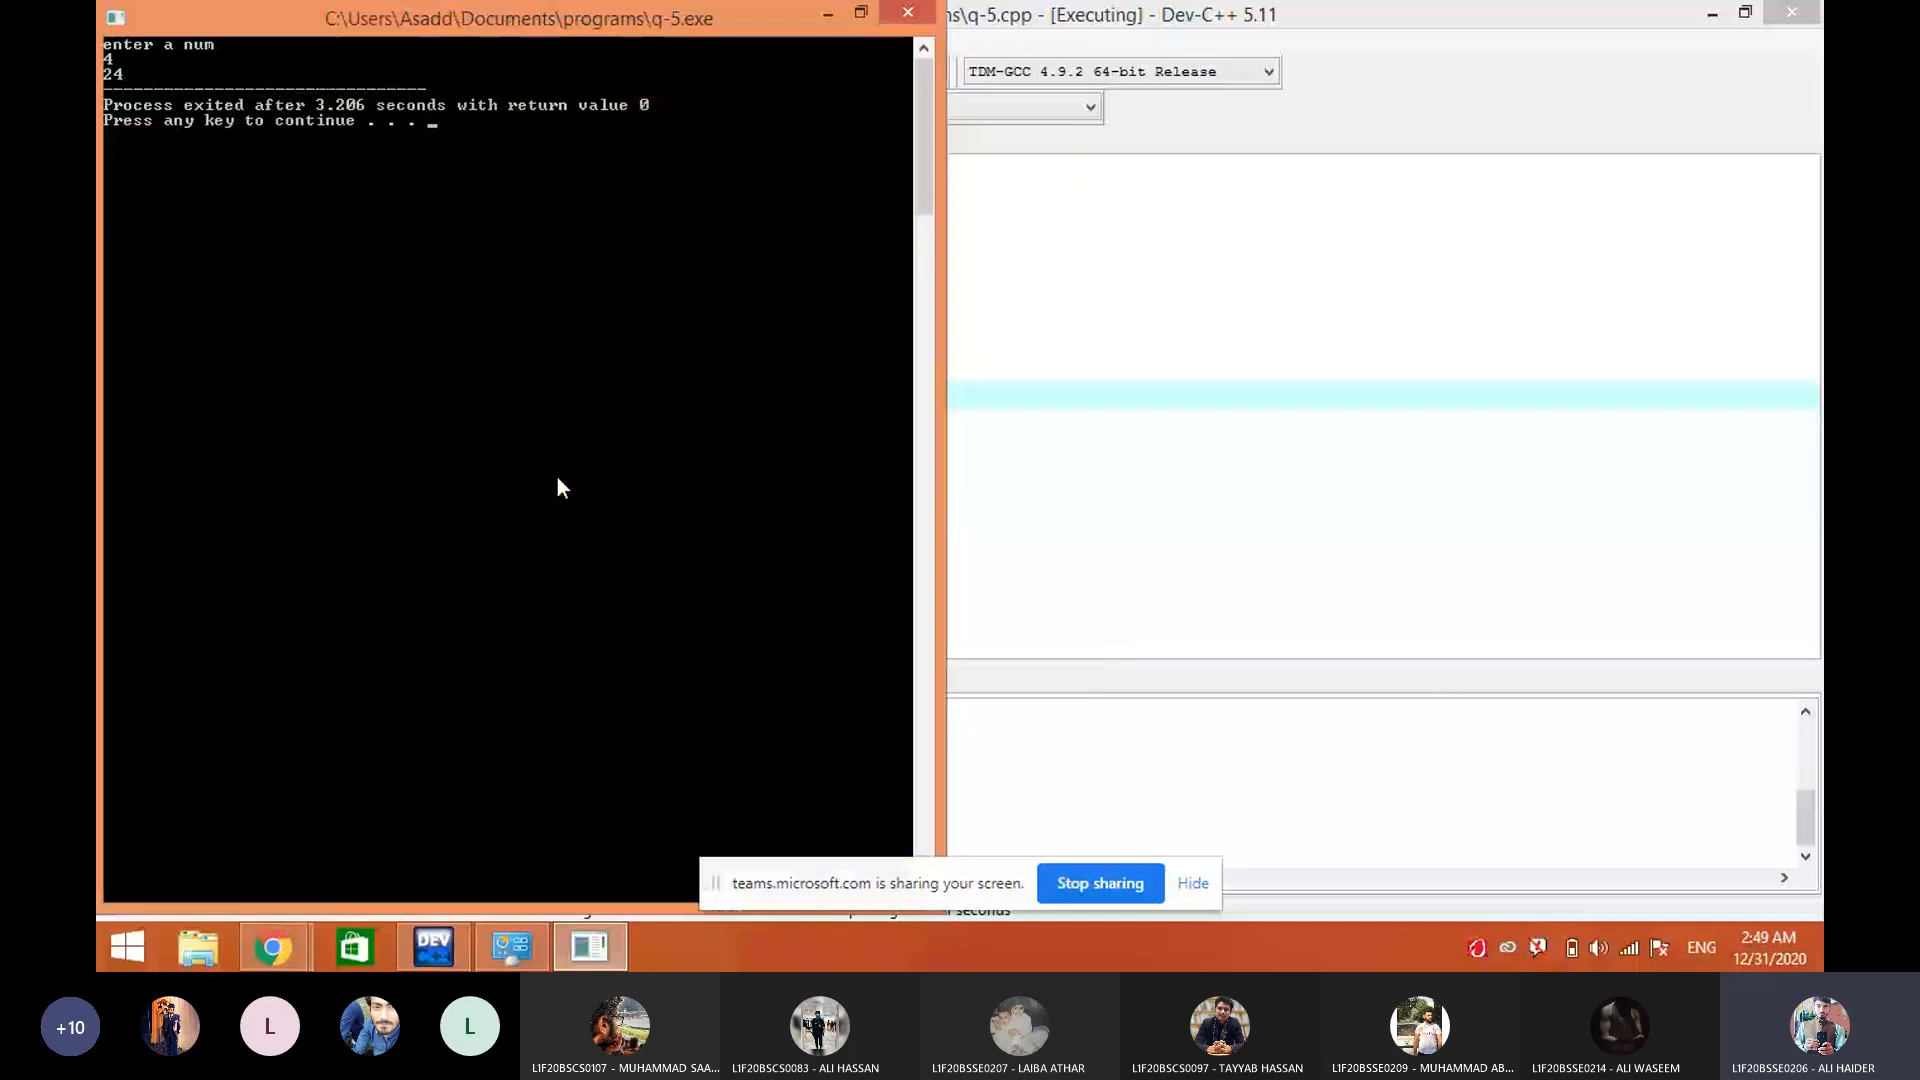 C:\Users\Asadd\Documents\programs\q-5.exe
ns\q-5.cpp - [Executing] - Dev-C++ 5.11
enter a num
4
24
--------------------------------
Process exited after 3.206 seconds with return value 0
Press any key to continue . . . _
TDM-GCC 4.9.2 64-bit Release
teams.microsoft.com is sharing your screen.
Stop sharing
Hide
seconds
DEV
C++
ENG
2:49 AM
12/31/2020
+10
L
L
L1F20BSCS0107 - MUHAMMAD SAA...
L1F20BSCS0083 - ALI HASSAN
L1F20BSSE0207 - LAIBA ATHAR
L1F20BSCS0097 - TAYYAB HASSAN
L1F20BSSE0209 - MUHAMMAD AB...
L1F20BSSE0214 - ALI WASEEM
L1F20BSSE0206 - ALI HAIDER